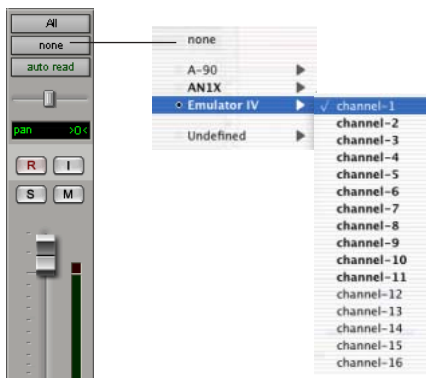 All
none
auto read
pan >0<
R I
S M
none
A-90
AN1X
Emulator IV
Undefined
channel-1
channel-2
channel-3
channel-4
channel-5
channel-6
channel-7
channel-8
channel-9
channel-10
channel-11
channel-12
channel-13
channel-14
channel-15
channel-16